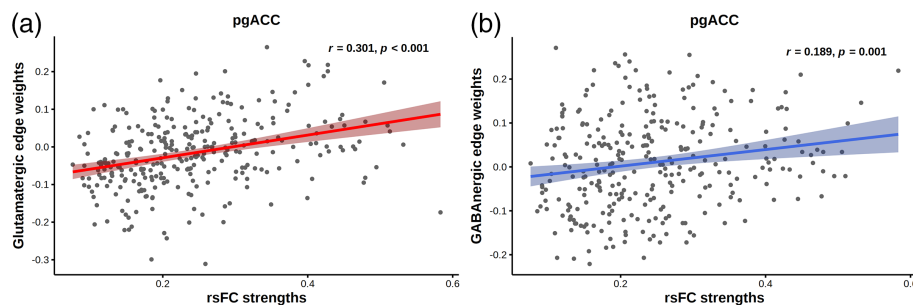 (a)
pgACC
r = 0.301, p < 0.001
Glutamatergic edge weights
0.2
0.1
0.0
-0.1
-0.2
-0.3
0.2
0.4
0.6
rsFC strengths
(b)
pgACC
r = 0.189, p = 0.001
GABAnergic edge weights
0.2
0.1
0.0
-0.1
-0.2
0.2
0.4
0.6
rsFC strengths